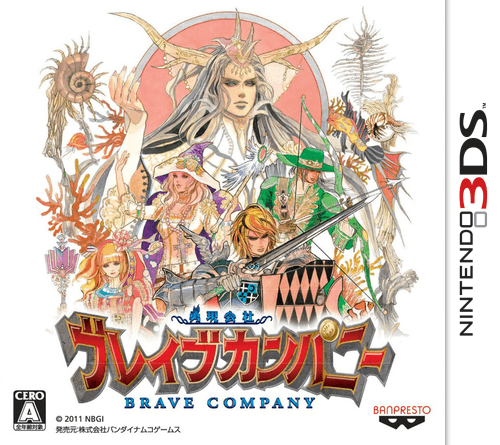 勇現会社
ブレイブカンパニー
BRAVE COMPANY
CERO
A
全年齢対象
© 2011 NBGI
発売元:株式会社バンダイナムコゲームス
BANPRESTO
NINTENDO 3DS™